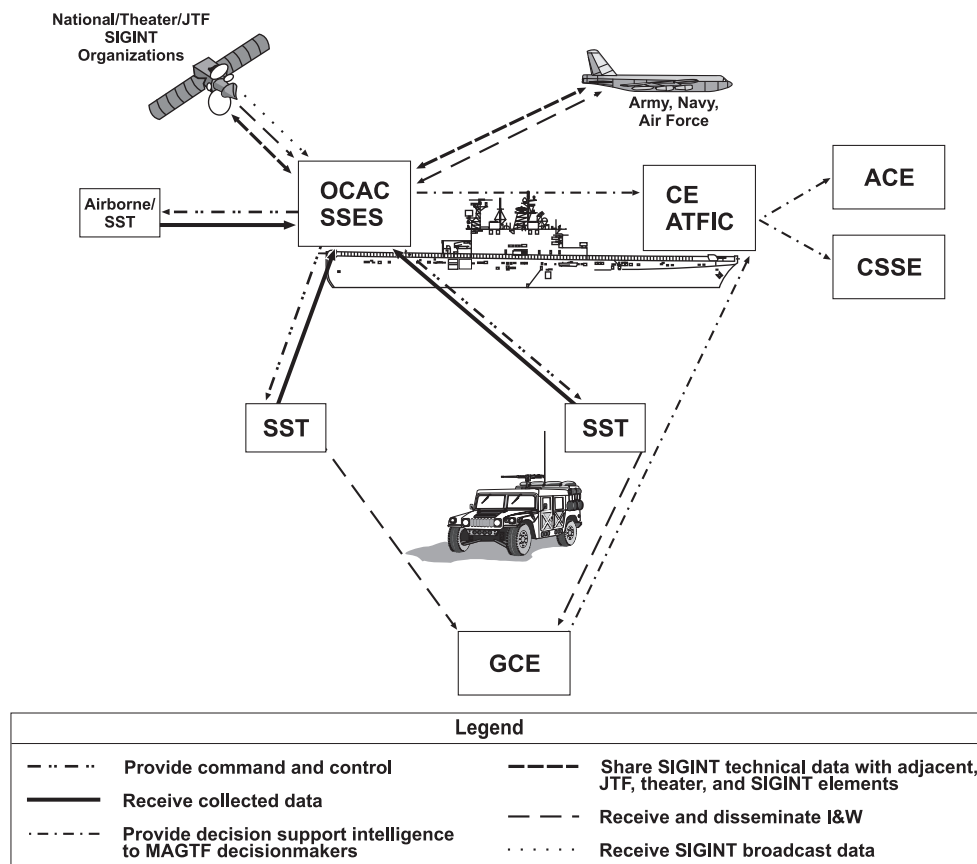 National/Theater/JTF
SIGINT
Organizations
Army, Navy,
Air Force
OCAC
SSES
CE
ATFIC
ACE
Airborne/
SST
CSSE
SST
SST
GCE
Legend
Provide command and control
Receive collected data
Provide decision support intelligence
to MAGTF decisionmakers
Share SIGINT technical data with adjacent,
JTF, theater, and SIGINT elements
Receive and disseminate I&W
Receive SIGINT broadcast data